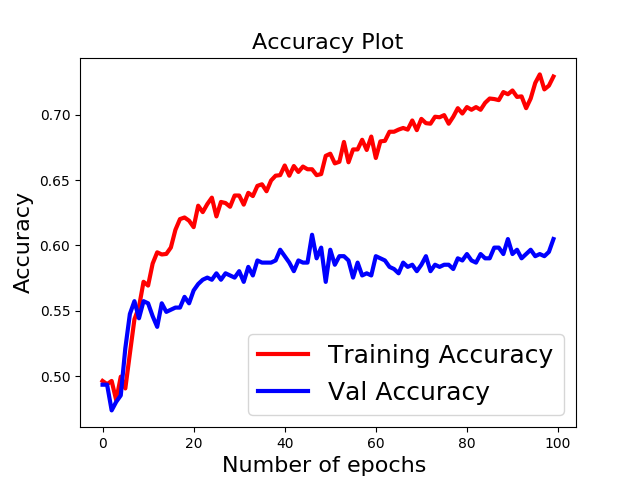 Accuracy Plot
Accuracy
0.70
0.65
0.60
0.55
0.50
Training Accuracy
Val Accuracy
0 20 40 60 80 100
Number of epochs